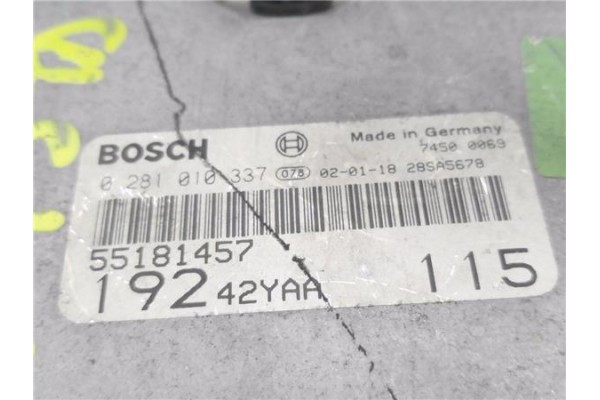 BOSCH
Made in Germany
7450 0069
0 281 010 337 078 02-01-18 28SA5678
55181457
192 42YAA 115